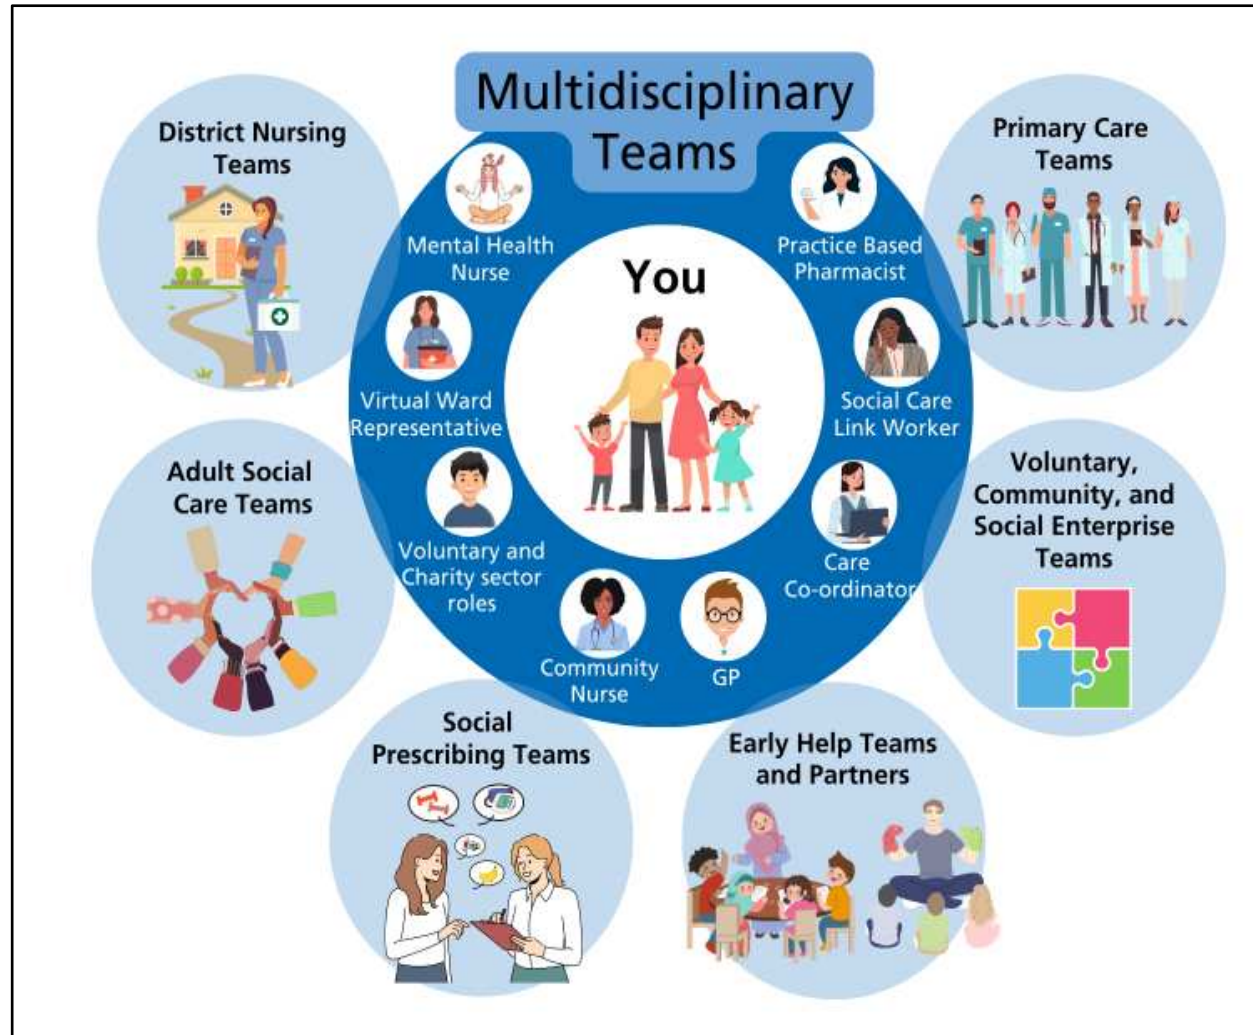 Multidisciplinary
Teams
District Nursing
Teams
Primary Care
Teams
Mental Health
Nurse
Practice Based
Pharmacist
You
Virtual Ward
Representative
Social Care
Link Worker
Adult Social
Care Teams
Voluntary,
Community, and
Social Enterprise
Teams
Voluntary and
Charity sector
roles
Care
Co-ordinator
Community
Nurse
GP
Social
Prescribing Teams
Early Help Teams
and Partners